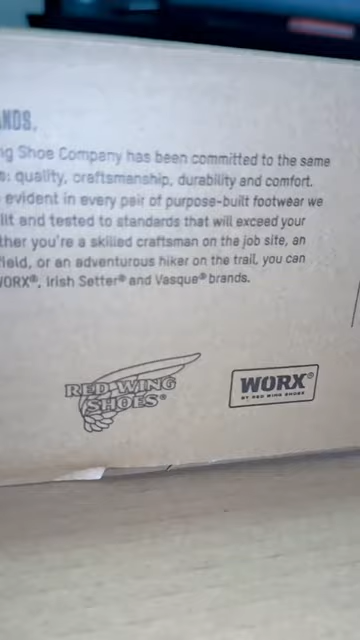 NDS.
ng Shoe Company has been committed to the same
s: quality, craftsmanship, durability and comfort.
evident in every pair of purpose-built footwear we
lit and tested to standards that will exceed your
ther you're a skilled craftsman on the job site, an
ield, or an adventurous hiker on the trail, you can
WORX®, Irish Setter® and Vasque® brands.
RED WING
SHOES®
WORX®
BY RED WING SHOES